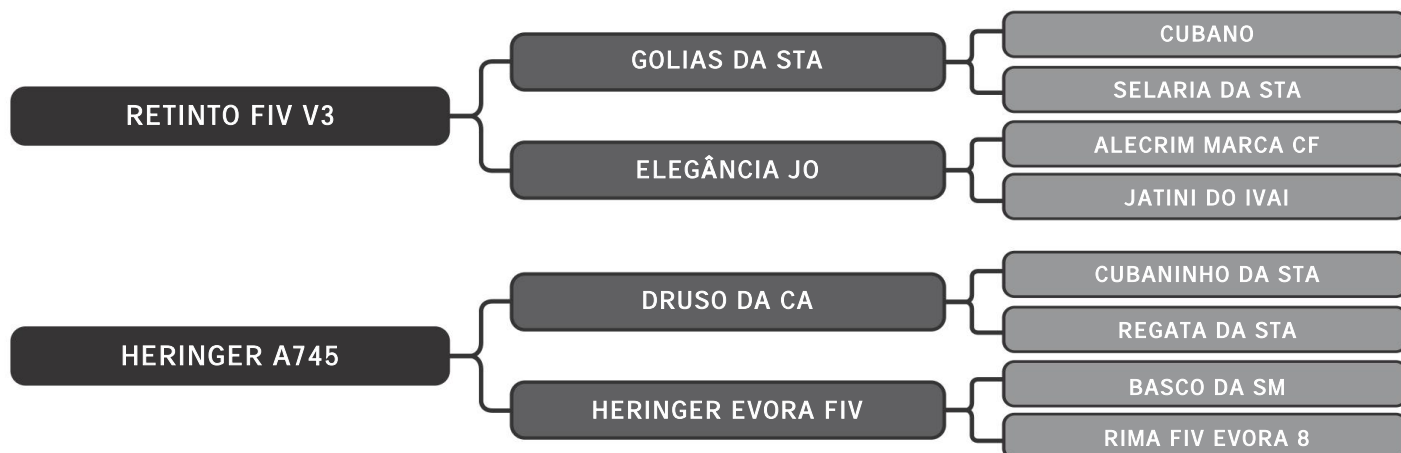 CUBANO
GOLIAS DA STA
SELARIA DA STA
RETINTO FIV V3
ALECRIM MARCA CF
ELEGÂNCIA JO
JATINI DO IVAI
CUBANINHO DA STA
DRUSO DA CA
REGATA DA STA
HERINGER A745
BASCO DA SM
HERINGER EVORA FIV
RIMA FIV EVORA 8